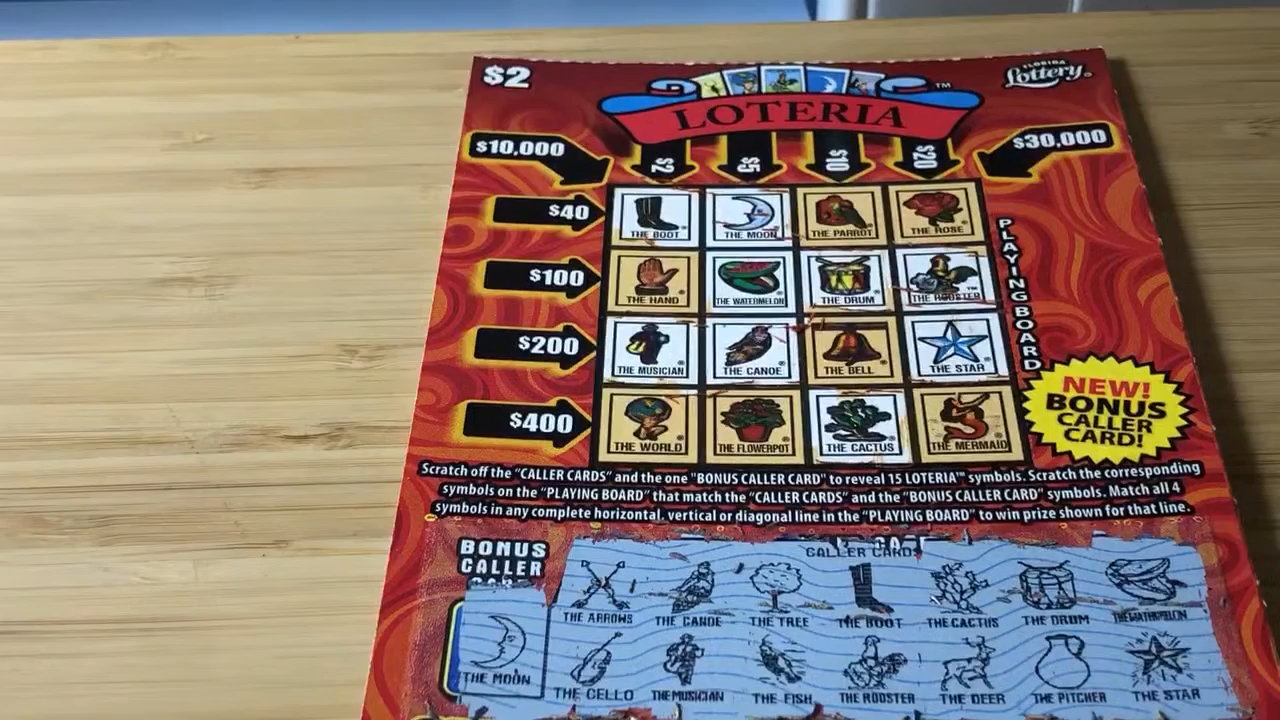 $2
LOTERIA™
FLORIDA
Lottery
$10,000
$2
$5
$10
$20
$30,000
$40
THE BOOT
THE MOON
THE PARROT
THE ROSE
$100
THE HAND
THE WATERMELON
THE DRUM
THE ROOSTER
PLAYING BOARD
$200
THE MUSICIAN
THE CANOE
THE BELL
THE STAR
$400
THE WORLD
THE FLOWERPOT
THE CACTUS
THE MERMAID
NEW!
BONUS
CALLER
CARD!
Scratch off the "CALLER CARDS" and the one "BONUS CALLER CARD" to reveal 15 LOTERIA™ symbols. Scratch the corresponding
symbols on the "PLAYING BOARD" that match the "CALLER CARDS" and the "BONUS CALLER CARD" symbols. Match all 4
symbols in any complete horizontal, vertical or diagonal line in the "PLAYING BOARD" to win prize shown for that line.
BONUS
CALLER
THE MOON
CALLER CARDS
THE ARROWS
THE CANOE
THE TREE
THE BOOT
THE CACTUS
THE DRUM
THE WATERMELON
THE CELLO
THE MUSICIAN
THE FISH
THE ROOSTER
THE DEER
THE PITCHER
THE STAR